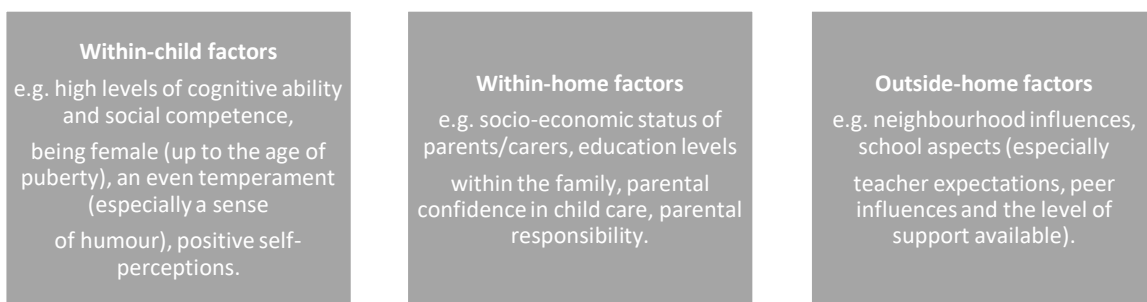 Within-child factors
e.g. high levels of cognitive ability
and social competence,
being female (up to the age of
puberty), an even temperament
(especially a sense
of humour), positive self-
perceptions.
Within-home factors
e.g. socio-economic status of
parents/carers, education levels
within the family, parental
confidence in child care, parental
responsibility.
Outside-home factors
e.g. neighbourhood influences,
school aspects (especially
teacher expectations, peer
influences and the level of
support available).